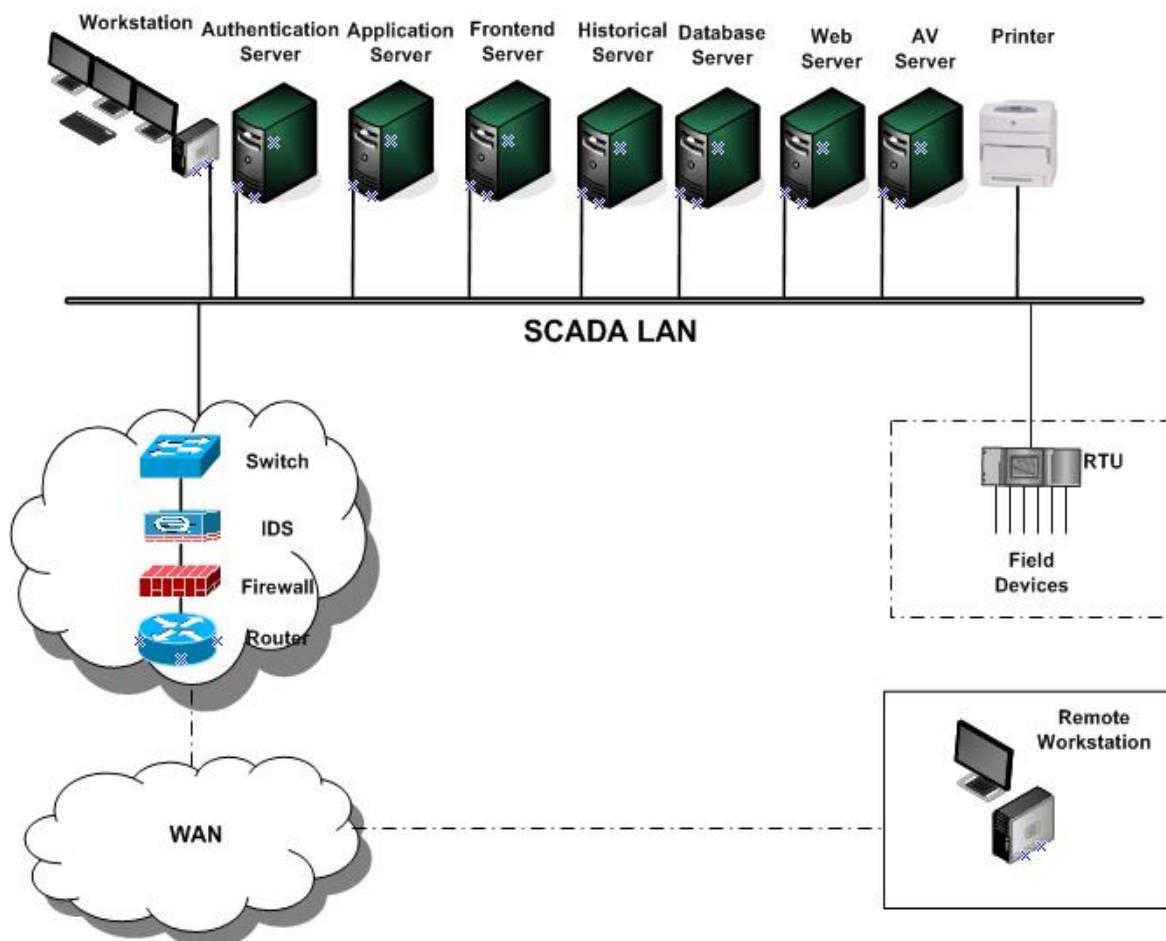 Workstation
Authentication
Server
Application
Server
Frontend
Server
Historical
Server
Database
Server
Web
Server
AV
Server
Printer
SCADA LAN
Switch
IDS
Firewall
Router
RTU
Field
Devices
Remote
Workstation
WAN